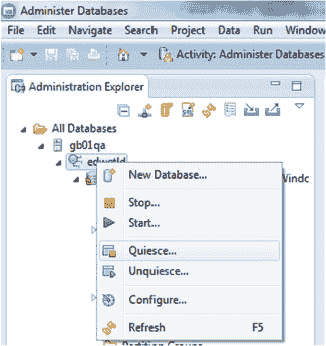 Administer Databases
File Edit Navigate Search Project Data Run Window
Activity: Administer Databases
Administration Explorer
All Databases
gb01qa
New Database...
Windc
Stop...
Start...
Quiesce...
Unquiesce...
Configure...
Refresh F5